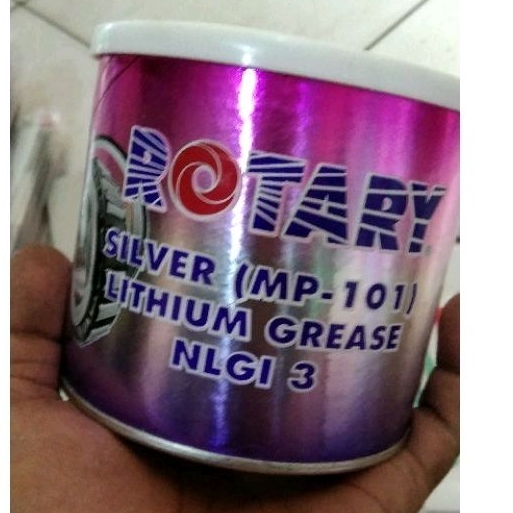 ROTARY
SILVER (MP-101)
LITHIUM GREASE
NLGI 3